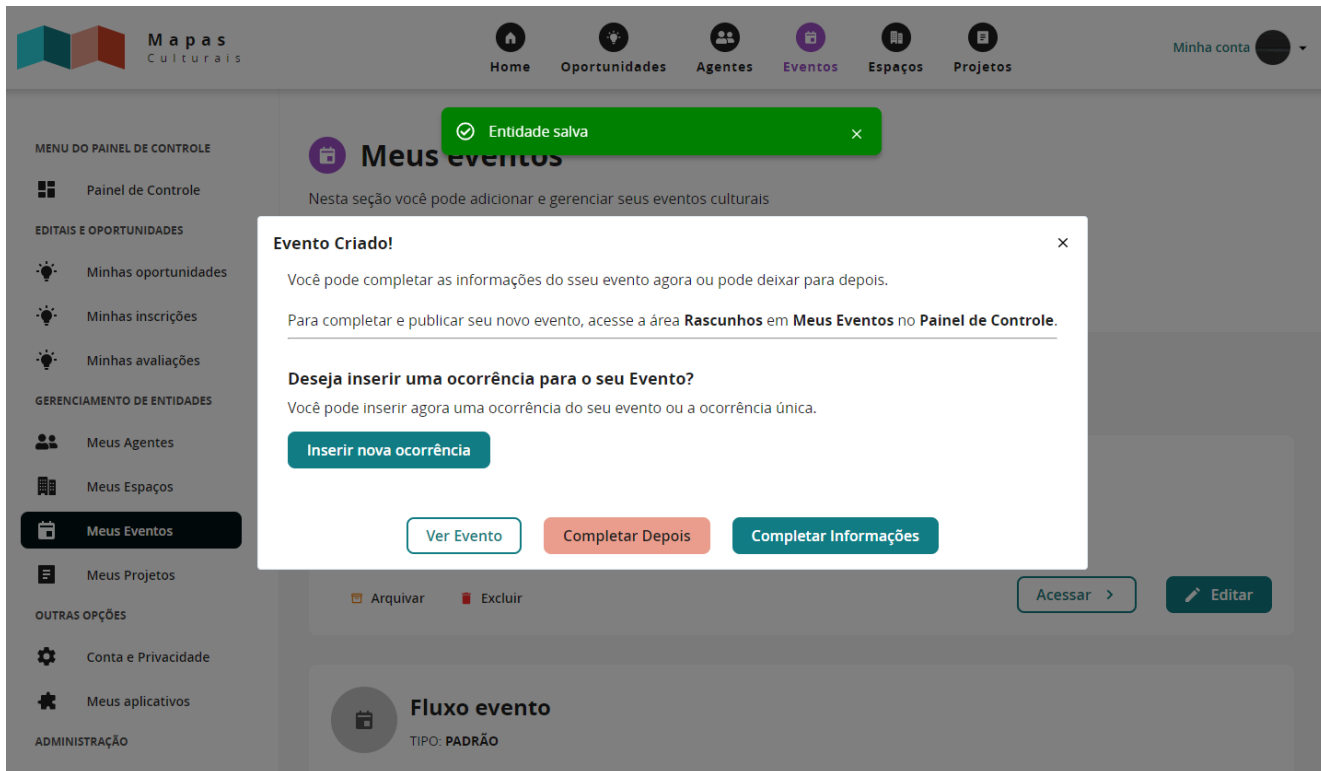 Mapas
Culturais
Home
Oportunidades
Agentes
Eventos
Espaços
Projetos
Minha conta
Entidade salva
MENU DO PAINEL DE CONTROLE
Painel de Controle
EDITAIS E OPORTUNIDADES
Minhas oportunidades
Minhas inscrições
Minhas avaliações
GERENCIAMENTO DE ENTIDADES
Meus Agentes
Meus Espaços
Meus Eventos
Meus Projetos
OUTRAS OPÇÕES
Conta e Privacidade
Meus aplicativos
ADMINISTRAÇÃO
Meus eventos
Nesta seção você pode adicionar e gerenciar seus eventos culturais
Evento Criado!
Você pode completar as informações do sseu evento agora ou pode deixar para depois.
Para completar e publicar seu novo evento, acesse a área Rascunhos em Meus Eventos no Painel de Controle.
Deseja inserir uma ocorrência para o seu Evento?
Você pode inserir agora uma ocorrência do seu evento ou a ocorrência única.
Inserir nova ocorrência
Ver Evento
Completar Depois
Completar Informações
Arquivar
Excluir
Acessar
Editar
Fluxo evento
TIPO: PADRÃO